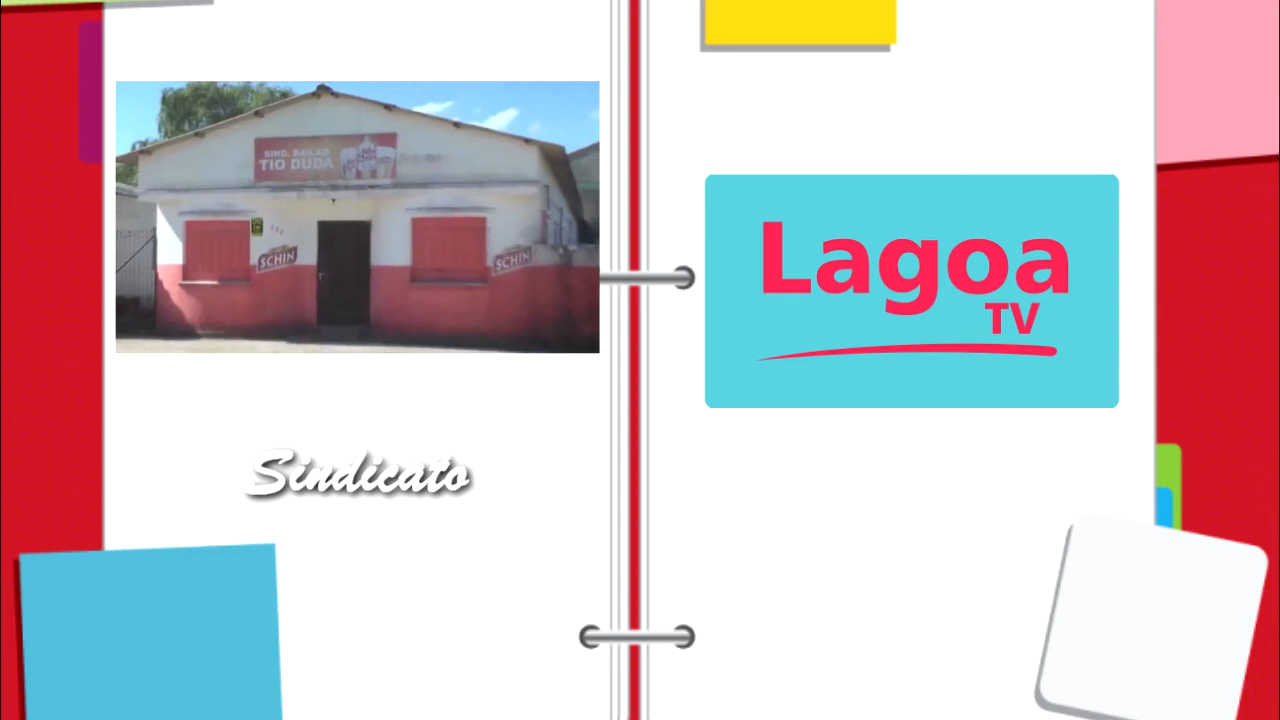 SIND. BAILÃO
TIO DUDA
SCHIN
SCHIN
Sindicato
Lagoa
TV